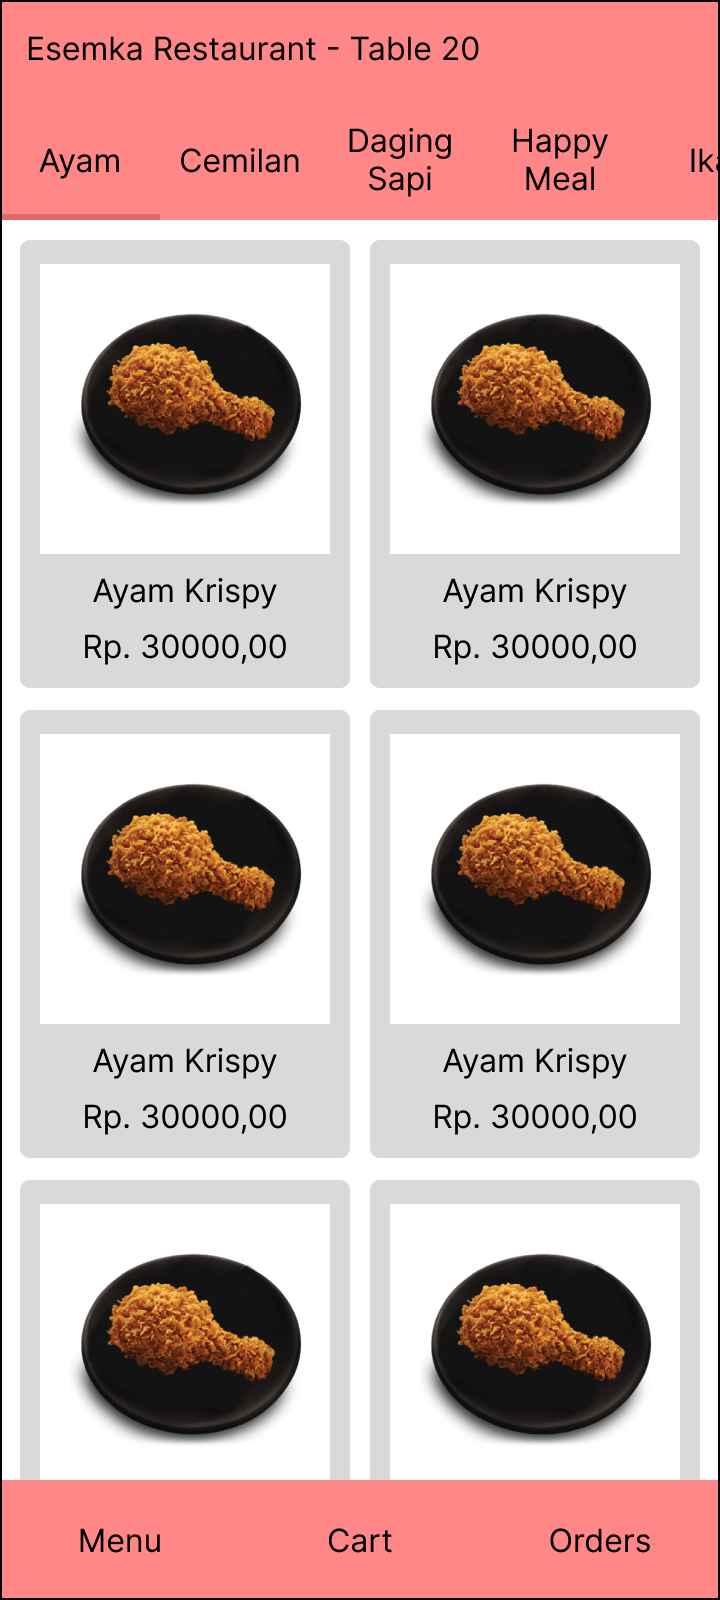 Esemka Restaurant - Table 20
Ayam
Cemilan
Daging
Sapi
Happy
Meal
Ayam Krispy
Rp. 30000,00
Ayam Krispy
Rp. 30000,00
Ayam Krispy
Rp. 30000,00
Ayam Krispy
Rp. 30000,00
Menu
Cart
Orders